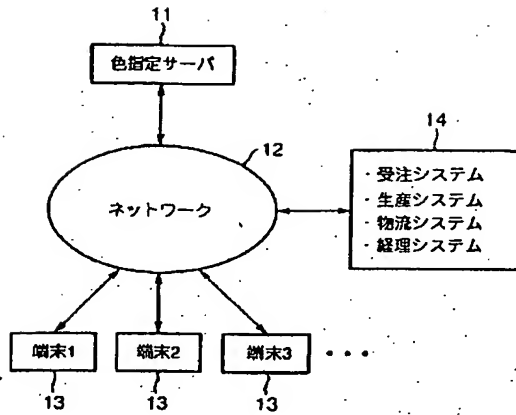 11
色指定サーバ
12
ネットワーク
14
・受注システム
・生産システム
・物流システム
・経理システム
端末1
端末2
端末3
・・・
13
13
13